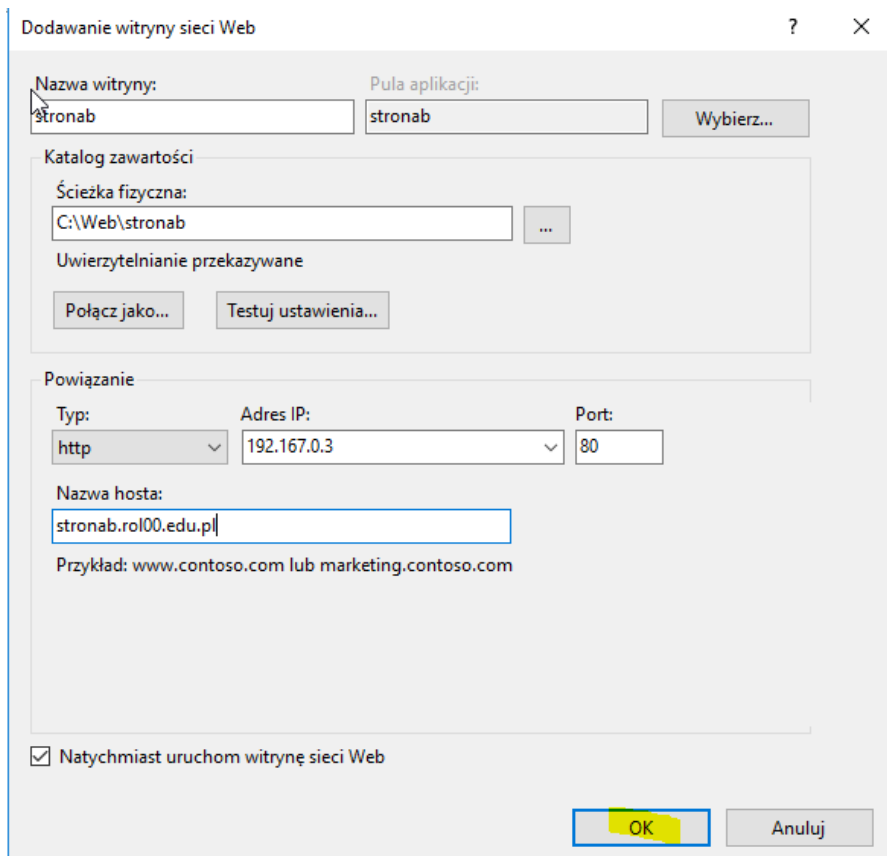 Dodawanie witryny sieci Web ?
Nazwa witryny: Pula aplikacji:
stronab stronab Wybierz...
Katalog zawartości
Ścieżka fizyczna:
C:\Web\stronab ...
Uwierzytelnianie przekazywane
Połącz jako... Testuj ustawienia...
Powiązanie
Typ: Adres IP: Port:
http 192.167.0.3 80
Nazwa hosta:
stronab.rol00.edu.pl
Przykład: www.contoso.com lub marketing.contoso.com
Natychmiast uruchom witrynę sieci Web
OK Anuluj